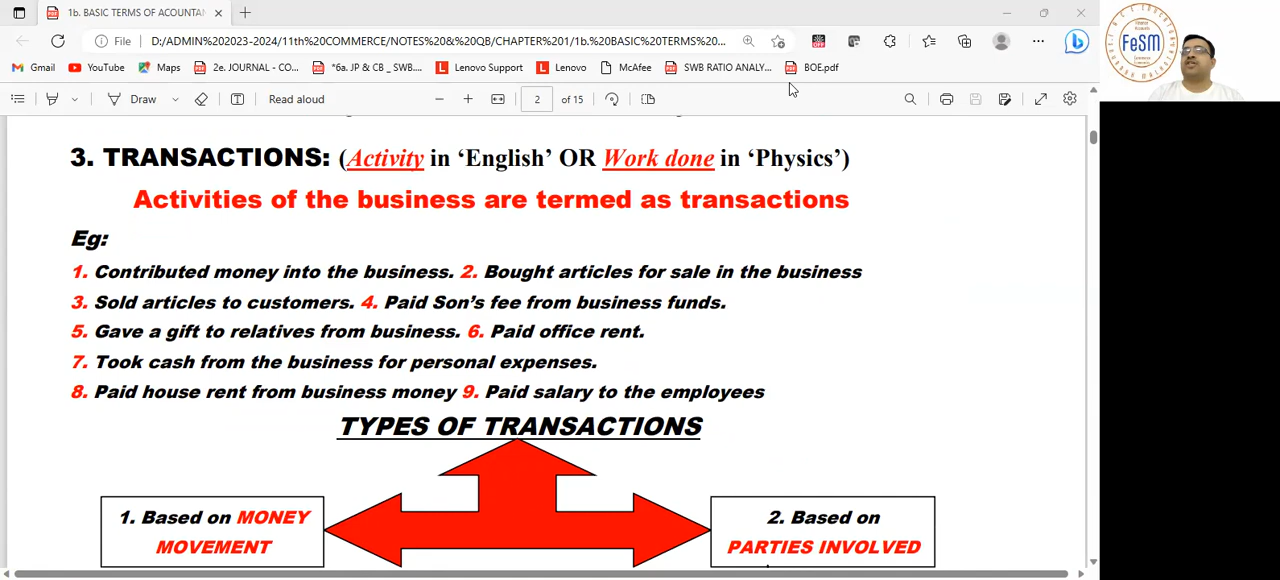 1b. BASIC TERMS OF ACOUNTAN
File D:/ADMIN%202023-2024/11th%20COMMERCE/NOTES%20&%20QB/CHAPTER%201/1b.%20BASIC%20TERMS%20...
Gmail YouTube Maps 2e. JOURNAL - CO... *6a. JP & CB _ SWB.... Lenovo Support Lenovo McAfee SWB RATIO ANALY... BOE.pdf
Draw Read aloud 2 of 15
3. TRANSACTIONS: (Activity in ‘English’ OR Work done in ‘Physics’)
Activities of the business are termed as transactions
Eg:
1. Contributed money into the business. 2. Bought articles for sale in the business
3. Sold articles to customers. 4. Paid Son’s fee from business funds.
5. Gave a gift to relatives from business. 6. Paid office rent.
7. Took cash from the business for personal expenses.
8. Paid house rent from business money 9. Paid salary to the employees
TYPES OF TRANSACTIONS
1. Based on MONEY
MOVEMENT
2. Based on
PARTIES INVOLVED
FeSM
OFF